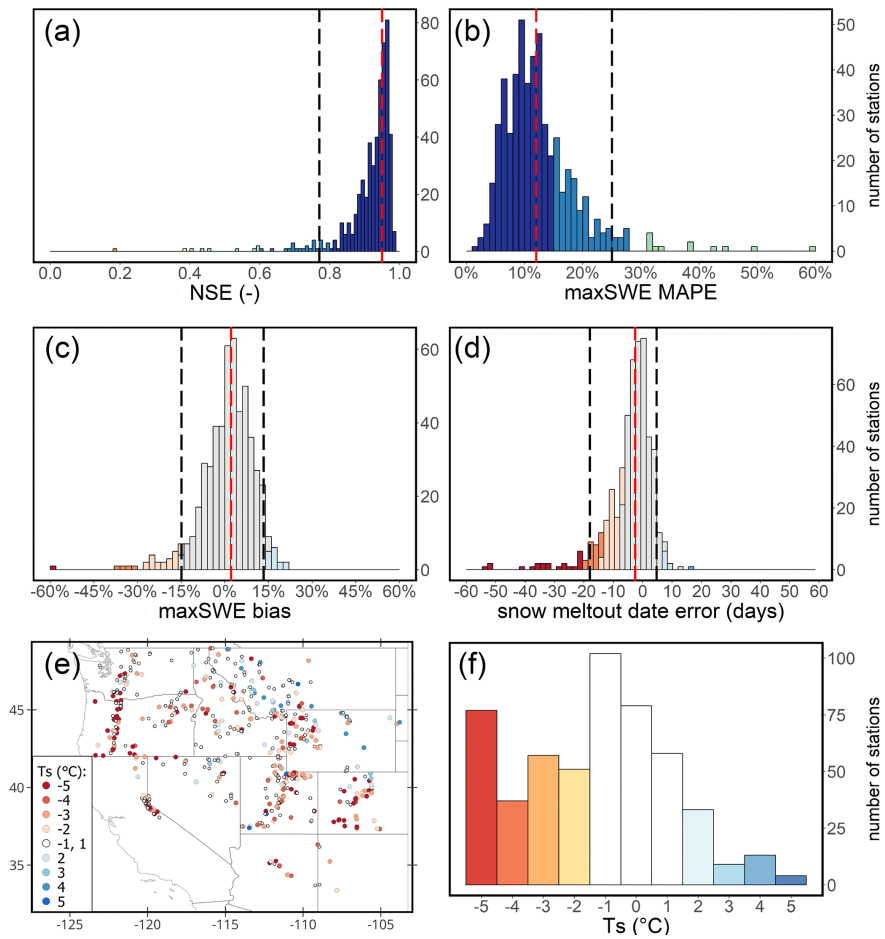 (a)
80
60
40
20
0
0.0 0.2 0.4 0.6 0.8 1.0
NSE (-)
(b)
50
40
30
20
10
0
number of stations
0% 10% 20% 30% 40% 50% 60%
maxSWE MAPE
(c)
60
40
20
0
-60% -45% -30% -15% 0% 15% 30% 45% 60%
maxSWE bias
(d)
60
40
20
0
number of stations
-60 -50 -40 -30 -20 -10 0 10 20 30 40 50 60
snow meltout date error (days)
(e)
45
40
35
Ts (°C):
-5
-4
-3
-2
-1, 1
2
3
4
5
-125 -120 -115 -110 -105
(f)
100
75
50
25
0
number of stations
-5 -4 -3 -2 -1 0 1 2 3 4 5
Ts (°C)